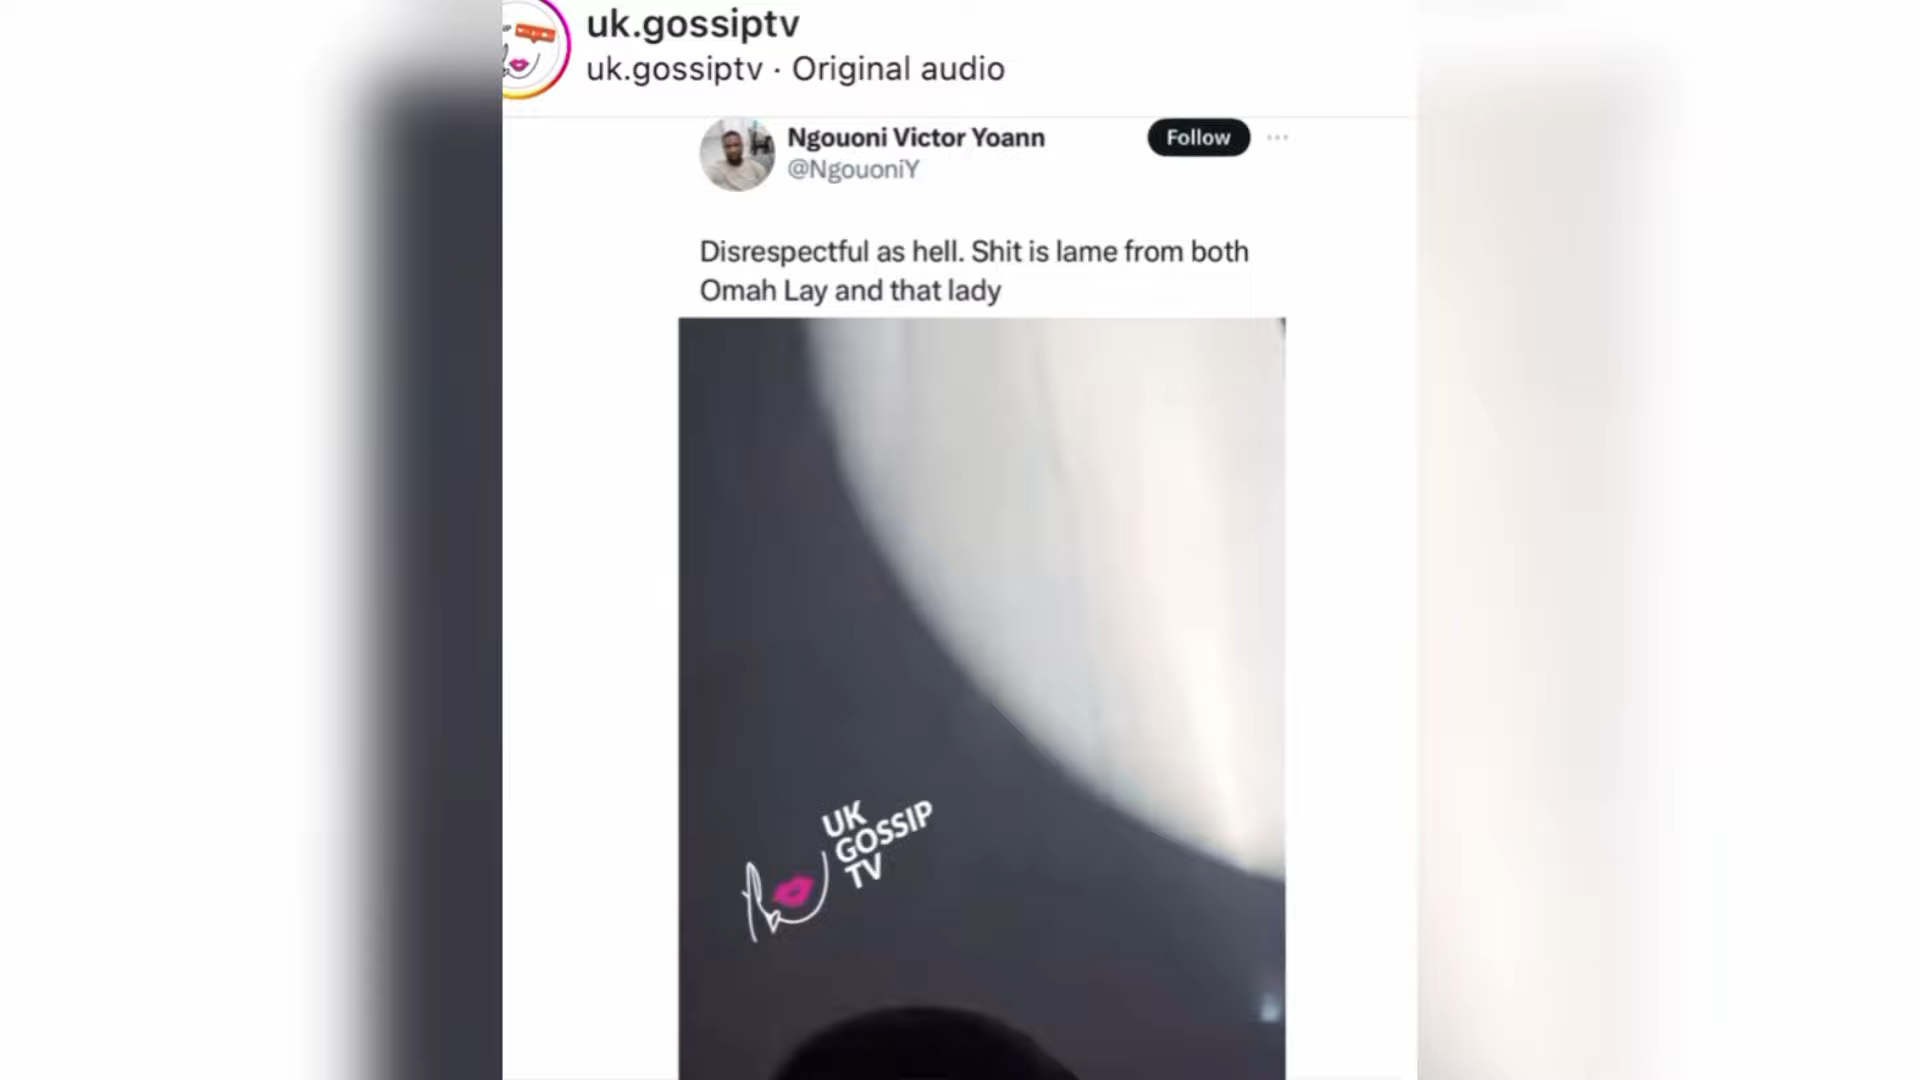 uk.gossiptv
uk.gossiptv · Original audio
Ngouoni Victor Yoann
Follow
@NgouoniY
Disrespectful as hell. Shit is lame from both
Omah Lay and that lady
UK
GOSSIP
TV